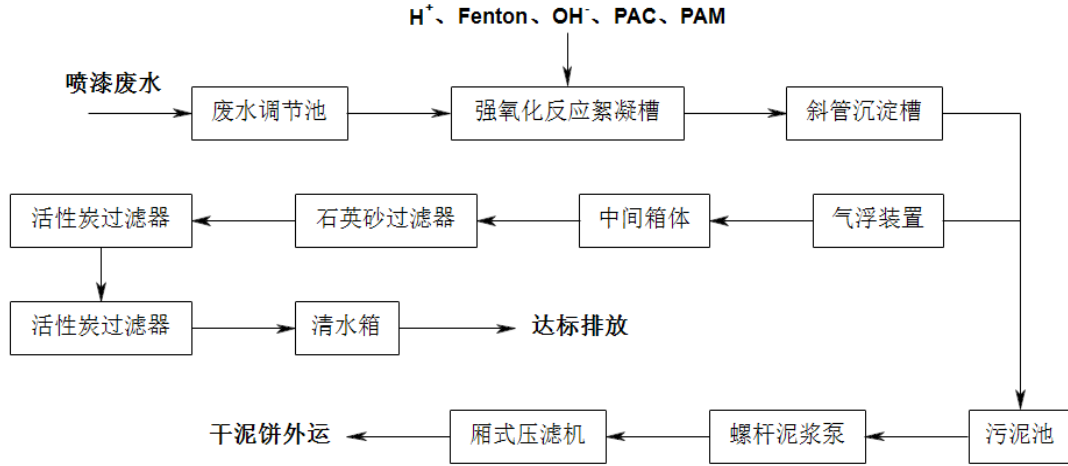 H⁺、Fenton、OH⁻、PAC、PAM
喷漆废水
废水调节池
强氧化反应絮凝槽
斜管沉淀槽
活性炭过滤器
石英砂过滤器
中间箱体
气浮装置
活性炭过滤器
清水箱
达标排放
干泥饼外运
厢式压滤机
螺杆泥浆泵
污泥池